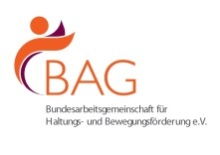 BAG
Bundesarbeitsgemeinschaft für
Haltungs- und Bewegungsförderung e.V.